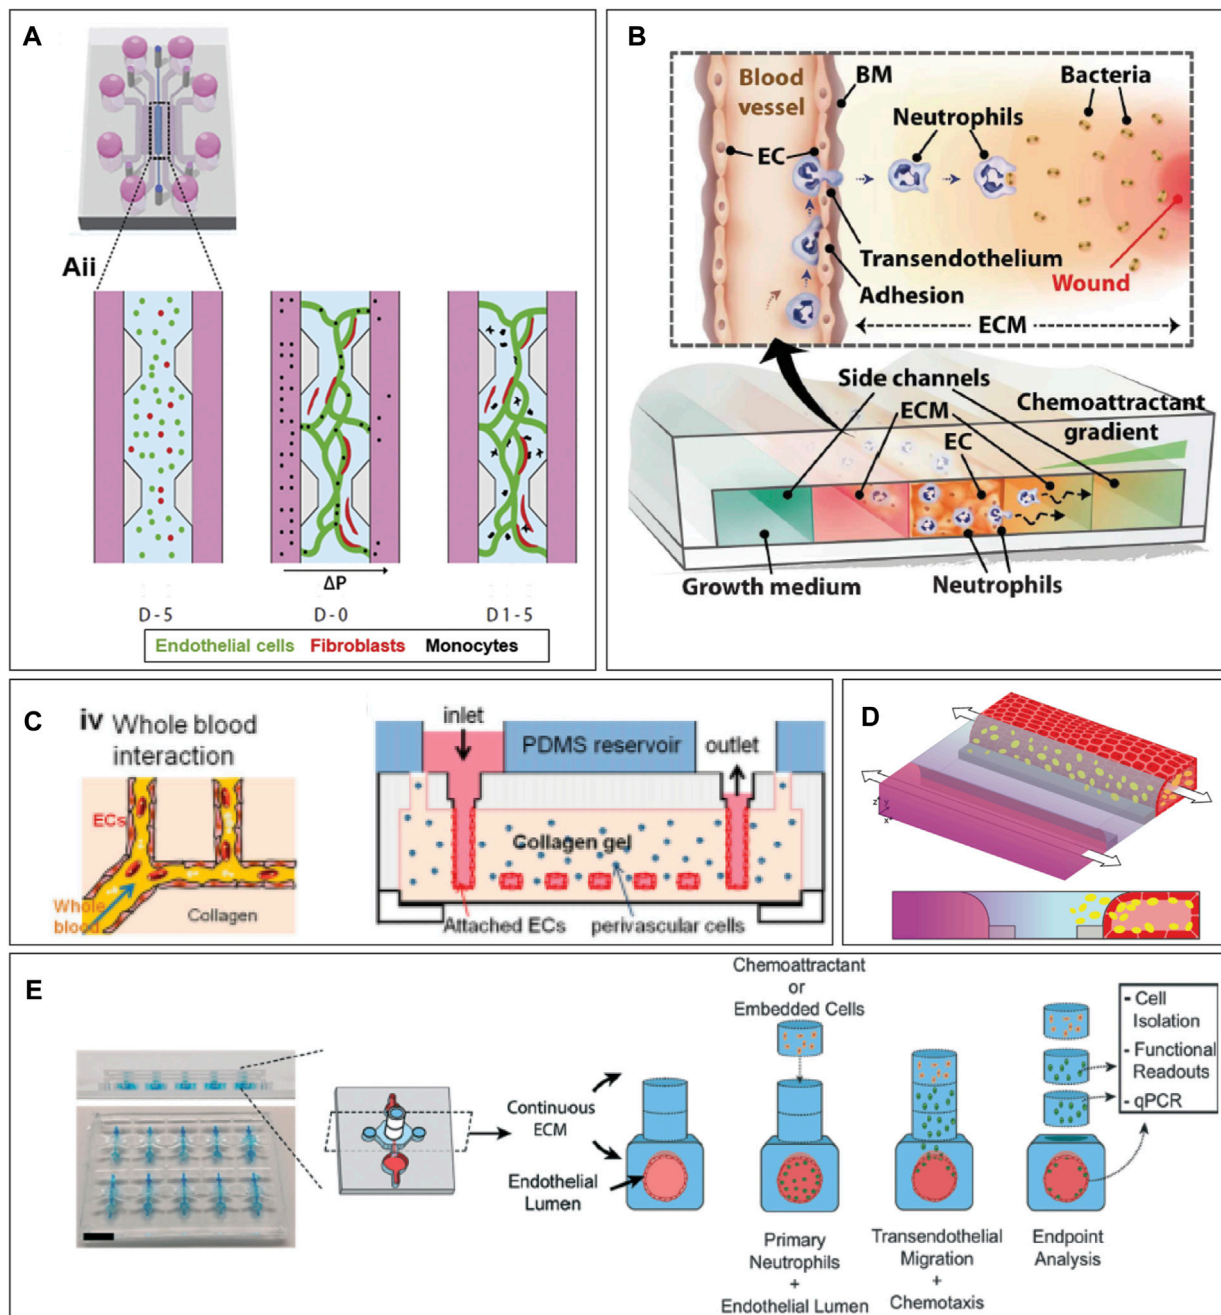 A
Aii
ΔP
D-5
D-0
D1-5
Endothelial cells Fibroblasts Monocytes
B
Blood
vessel
BM
Bacteria
Neutrophils
EC
Transendothelium
Adhesion
Wound
ECM
Side channels
ECM
EC
Chemoattractant
gradient
Growth medium
Neutrophils
C
iv Whole blood
interaction
ECs
Whole
blood
Collagen
inlet
PDMS reservoir
outlet
Collagen gel
Attached ECs
perivascular cells
D
z
y
x
E
Continuous
ECM
Endothelial
Lumen
Chemoattractant
or
Embedded Cells
Primary
Neutrophils
+
Endothelial Lumen
Transendothelial
Migration
+
Chemotaxis
Endpoint
Analysis
- Cell
Isolation
- Functional
Readouts
- qPCR